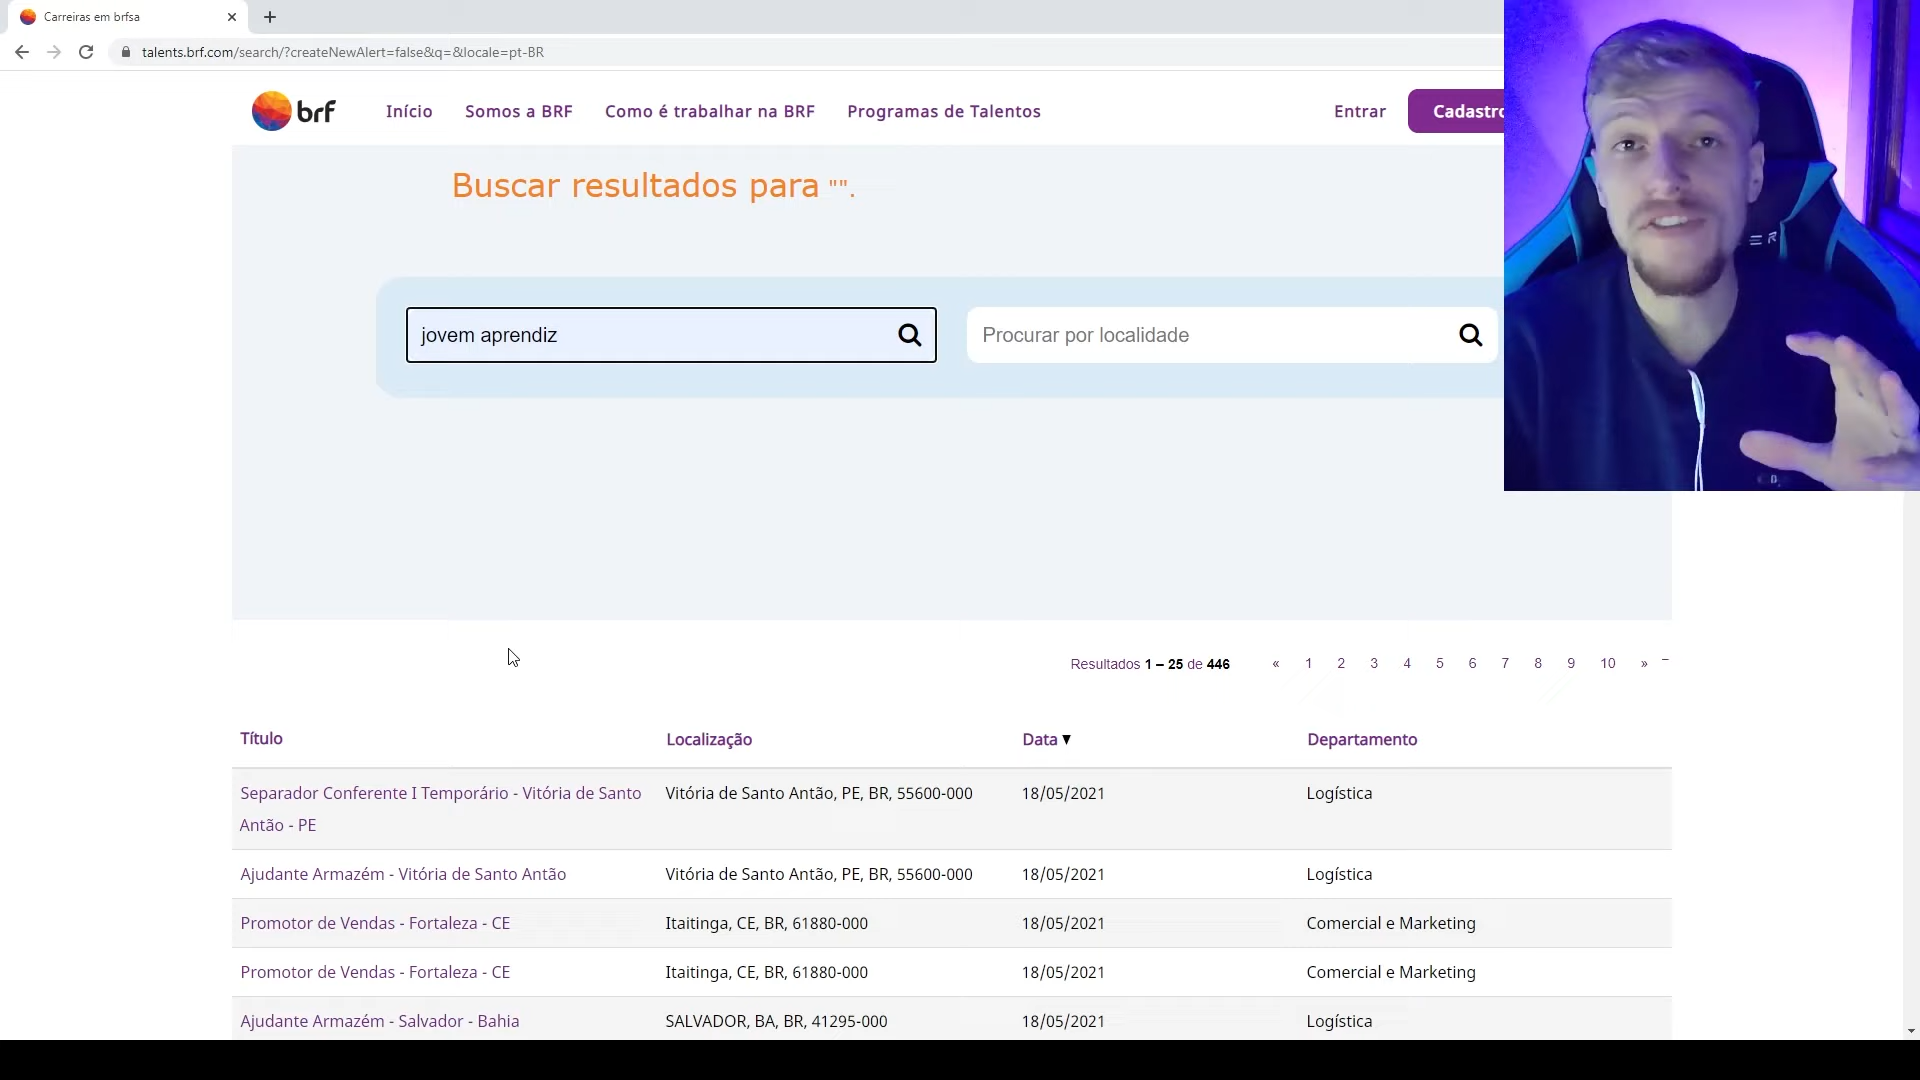 Carreiras em brfsa
talents.brf.com/search/?createNewAlert=false&q=&locale=pt-BR
brf Início Somos a BRF Como é trabalhar na BRF Programas de Talentos Entrar Cadastro
Buscar resultados para "".
jovem aprendiz Procurar por localidade
Resultados 1 – 25 de 446 « 1 2 3 4 5 6 7 8 9 10 »
Título Localização Data ▼ Departamento
Separador Conferente I Temporário - Vitória de Santo Vitória de Santo Antão, PE, BR, 55600-000 18/05/2021 Logística
Antão - PE
Ajudante Armazém - Vitória de Santo Antão Vitória de Santo Antão, PE, BR, 55600-000 18/05/2021 Logística
Promotor de Vendas - Fortaleza - CE Itaitinga, CE, BR, 61880-000 18/05/2021 Comercial e Marketing
Promotor de Vendas - Fortaleza - CE Itaitinga, CE, BR, 61880-000 18/05/2021 Comercial e Marketing
Ajudante Armazém - Salvador - Bahia SALVADOR, BA, BR, 41295-000 18/05/2021 Logística